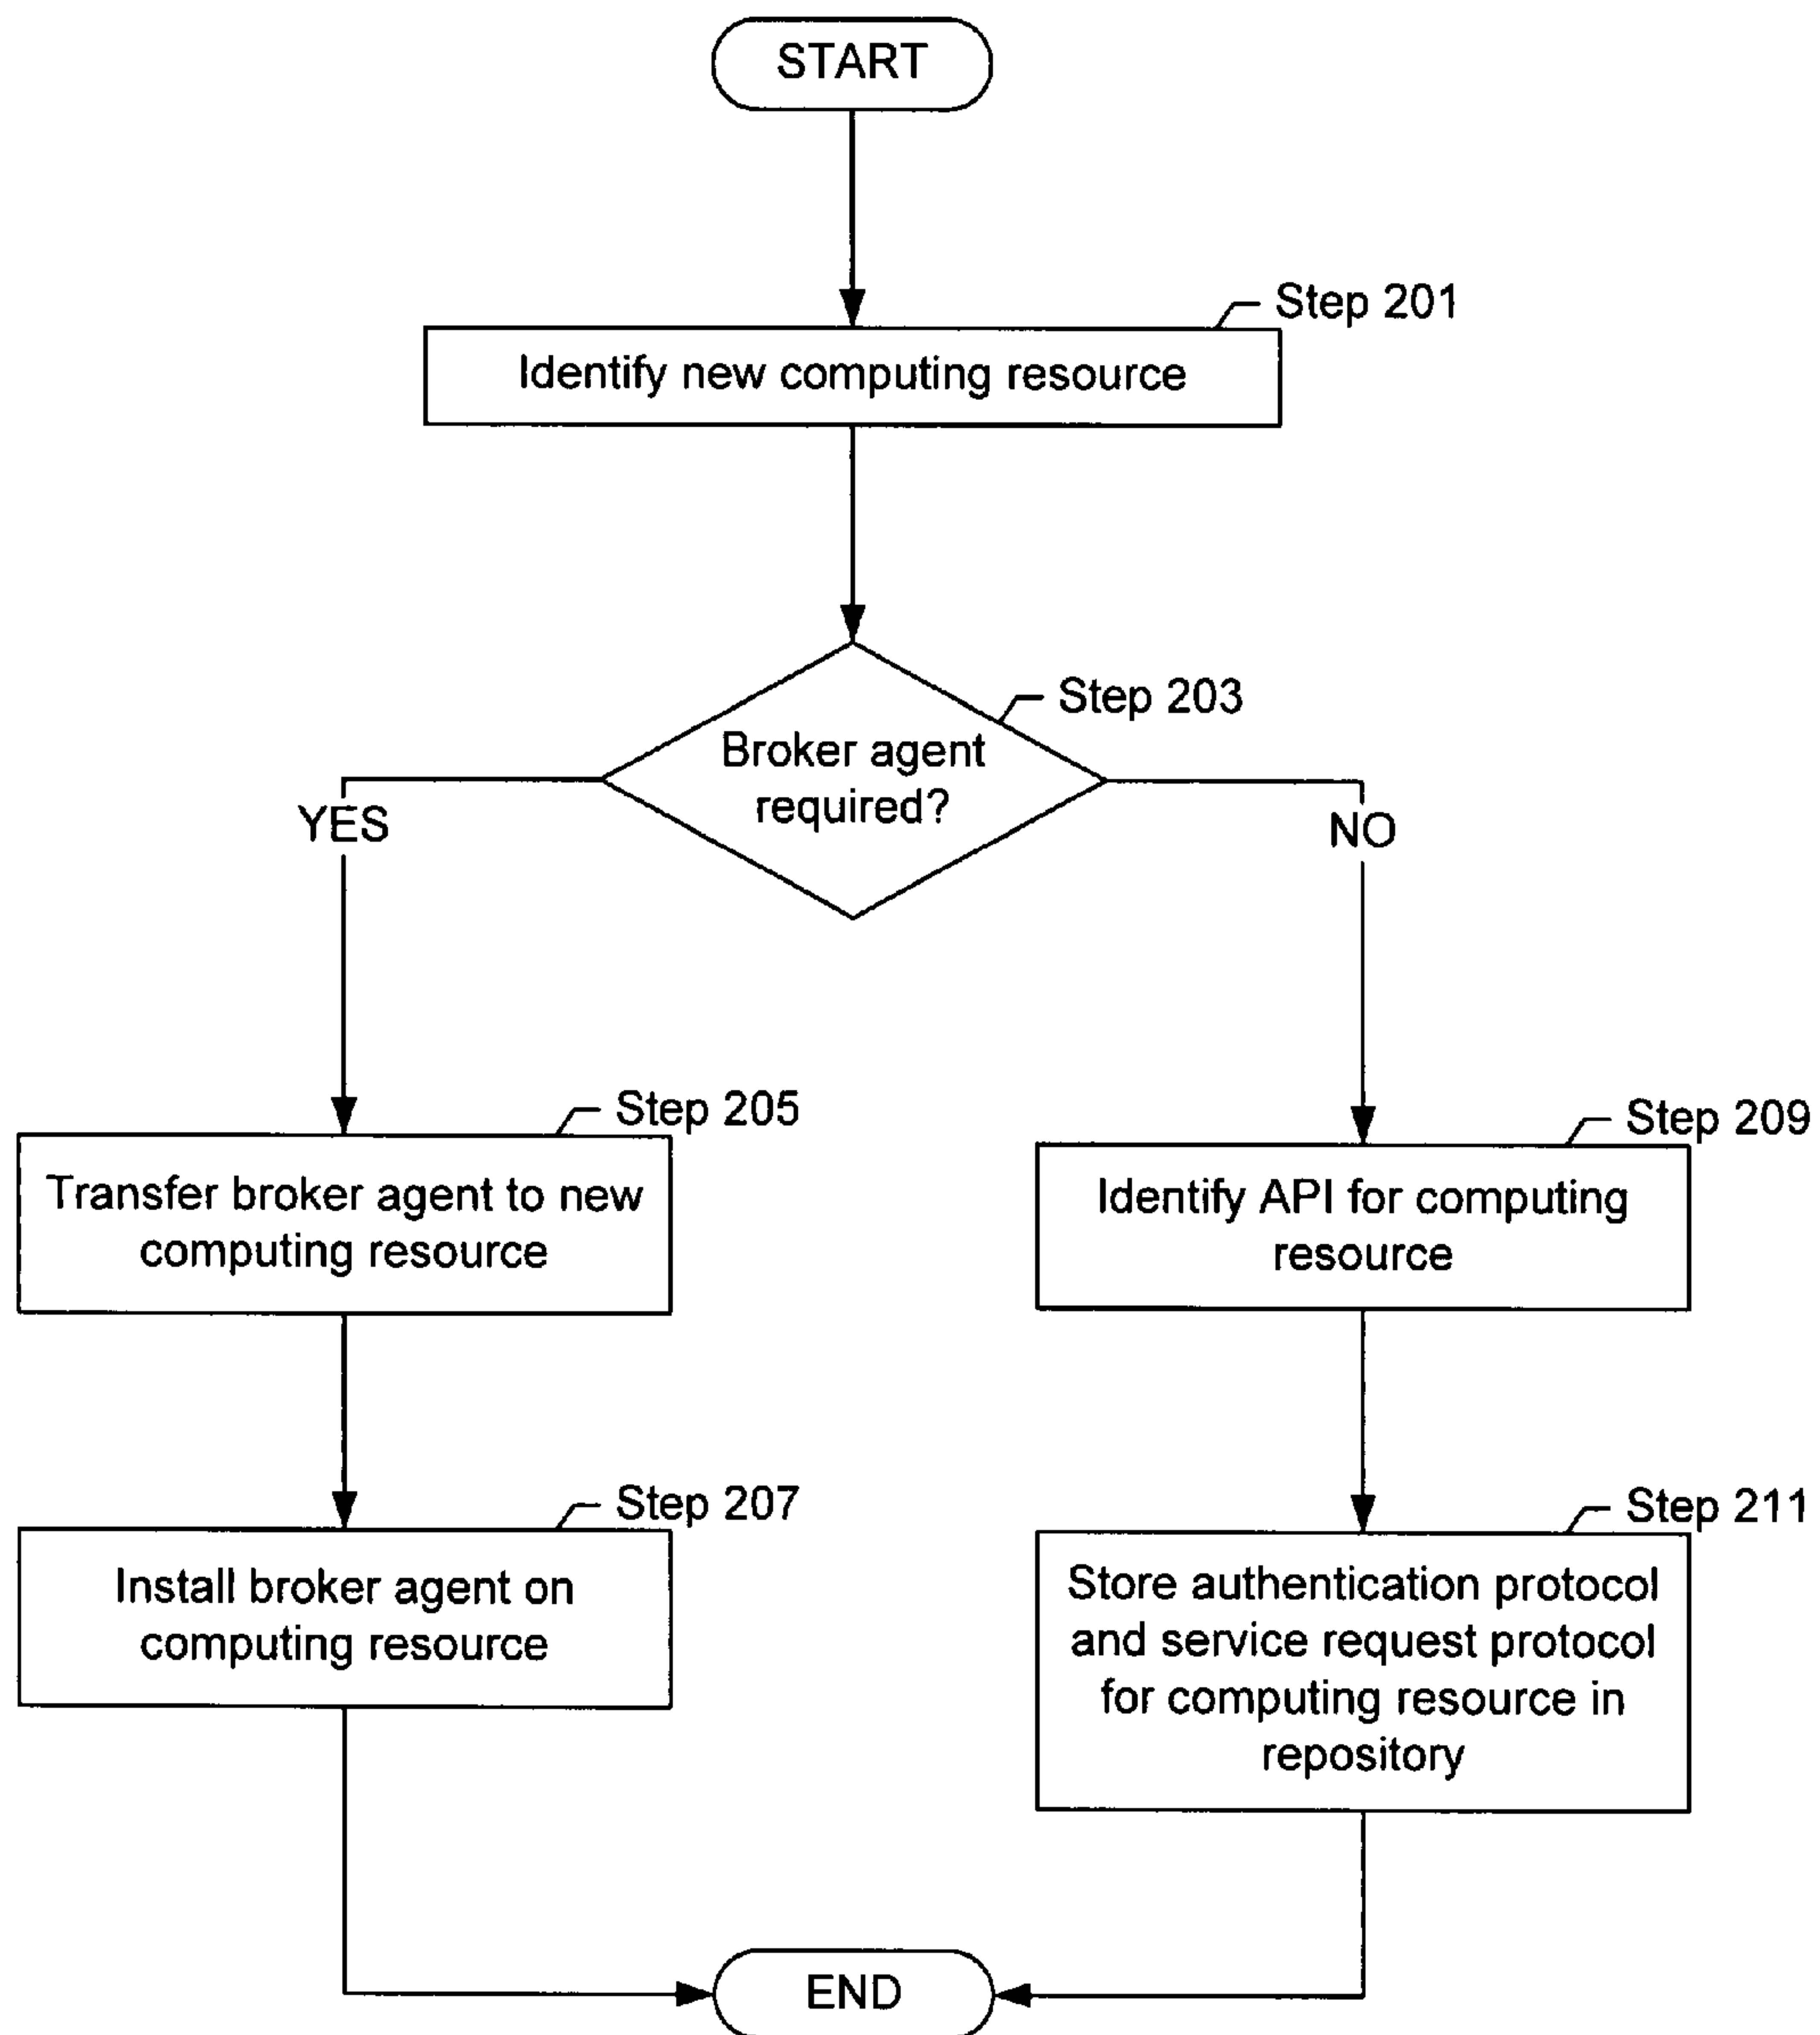 START
Step 201
Identify new computing resource
Step 203
Broker agent
required?
YES
NO
Step 205
Transfer broker agent to new
computing resource
Step 209
Identify API for computing
resource
Step 207
Install broker agent on
computing resource
Step 211
Store authentication protocol
and service request protocol
for computing resource in
repository
END